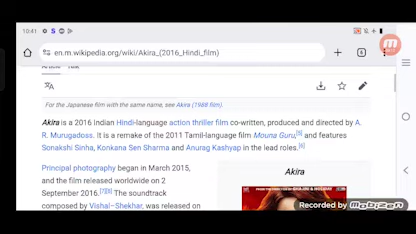 10:41
en.m.wikipedia.org/wiki/Akira_(2016_Hindi_film)
6
Article Talk
For the Japanese film with the same name, see Akira (1988 film).
Akira is a 2016 Indian Hindi-language action thriller film co-written, produced and directed by A.
R. Murugadoss. It is a remake of the 2011 Tamil-language film Mouna Guru,[5] and features
Sonakshi Sinha, Konkana Sen Sharma and Anurag Kashyap in the lead roles.[6]
Principal photography began in March 2015,
and the film released worldwide on 2
September 2016.[7][8] The soundtrack
composed by Vishal–Shekhar, was released on
Akira
Recorded by Mobizen